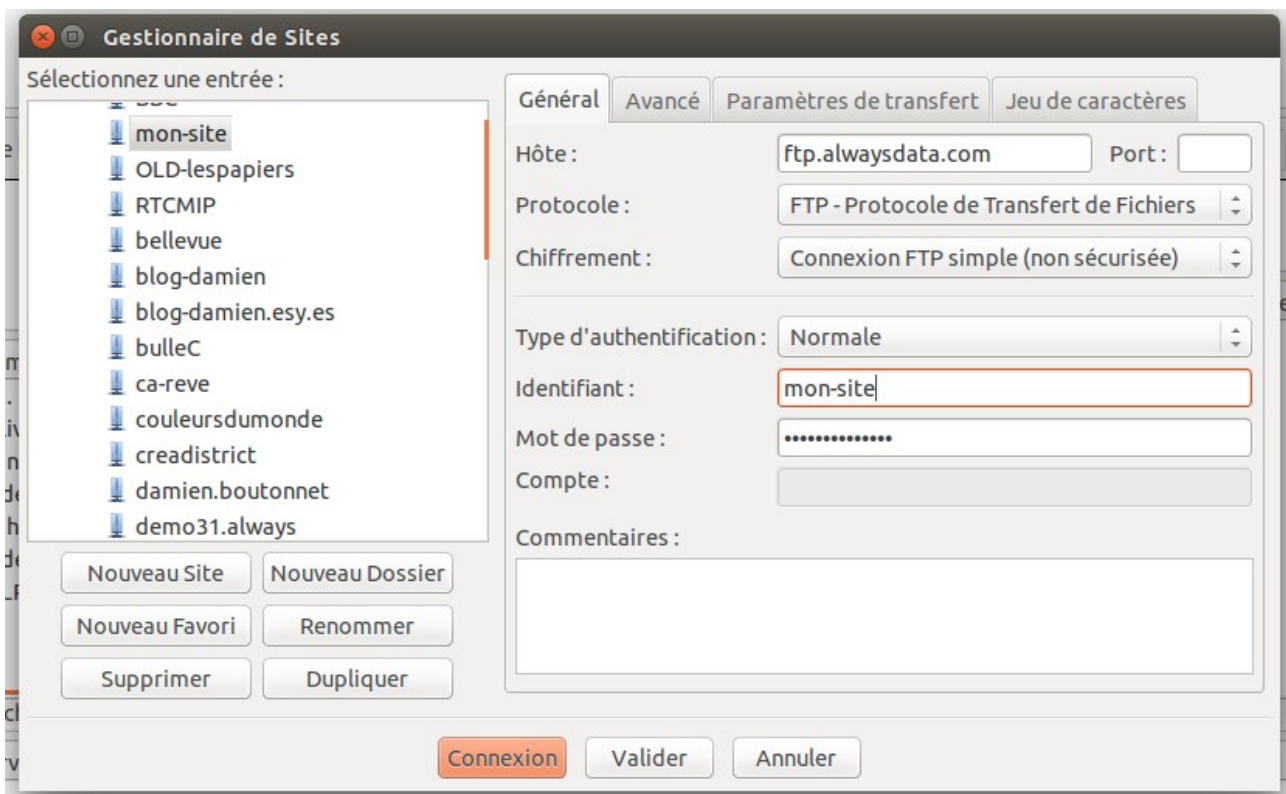 Gestionnaire de Sites
Sélectionnez une entrée :
mon-site
OLD-lespapiers
RTCMIP
bellevue
blog-damien
blog-damien.esy.es
bulleC
ca-reve
couleursdumonde
creadistrict
damien.boutonnet
demo31.always
Nouveau Site Nouveau Dossier
Nouveau Favori Renommer
Supprimer Dupliquer
Général Avancé Paramètres de transfert Jeu de caractères
Hôte : ftp.alwaysdata.com Port :
Protocole : FTP - Protocole de Transfert de Fichiers
Chiffrement : Connexion FTP simple (non sécurisée)
Type d'authentification : Normale
Identifiant : mon-site
Mot de passe : ••••••••••••••
Compte :
Commentaires :
Connexion Valider Annuler